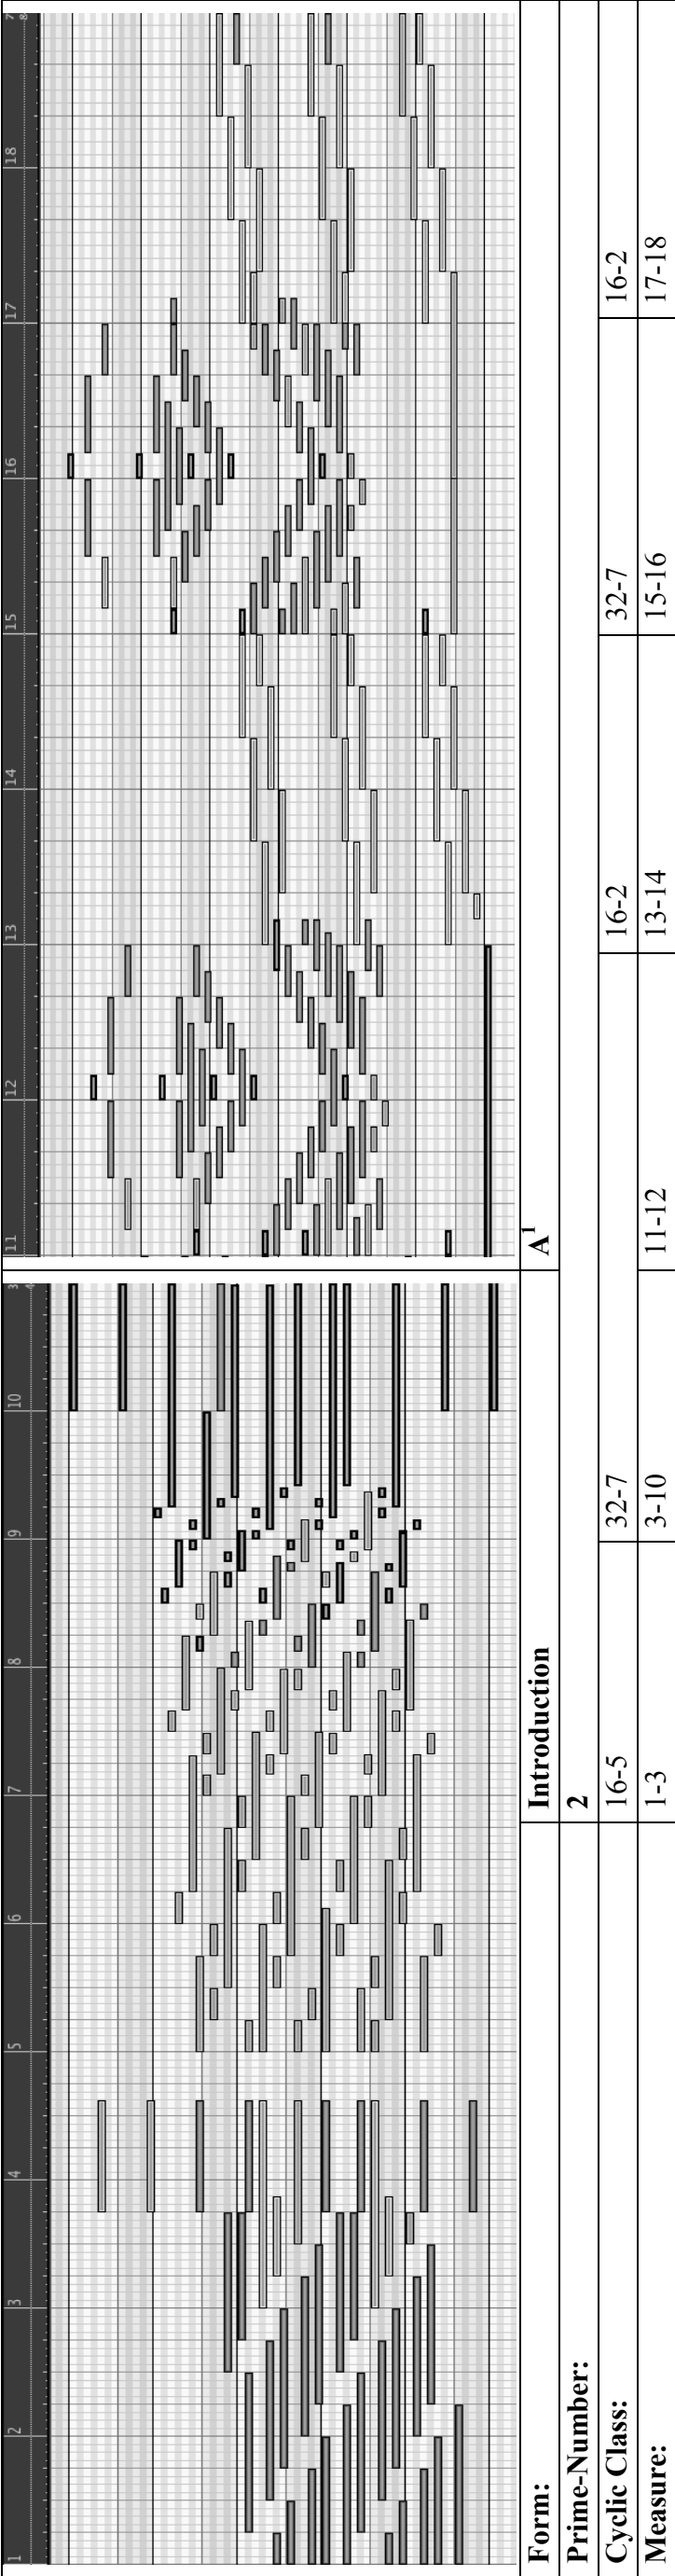 1 2 3 4 5 6 7 8 9 10 11 12 13 14 15 16 17 18
Form: Introduction A¹
Prime-Number: 2
Cyclic Class: 16-5 32-7 16-2 32-7 16-2
Measure: 1-3 3-10 11-12 13-14 15-16 17-18